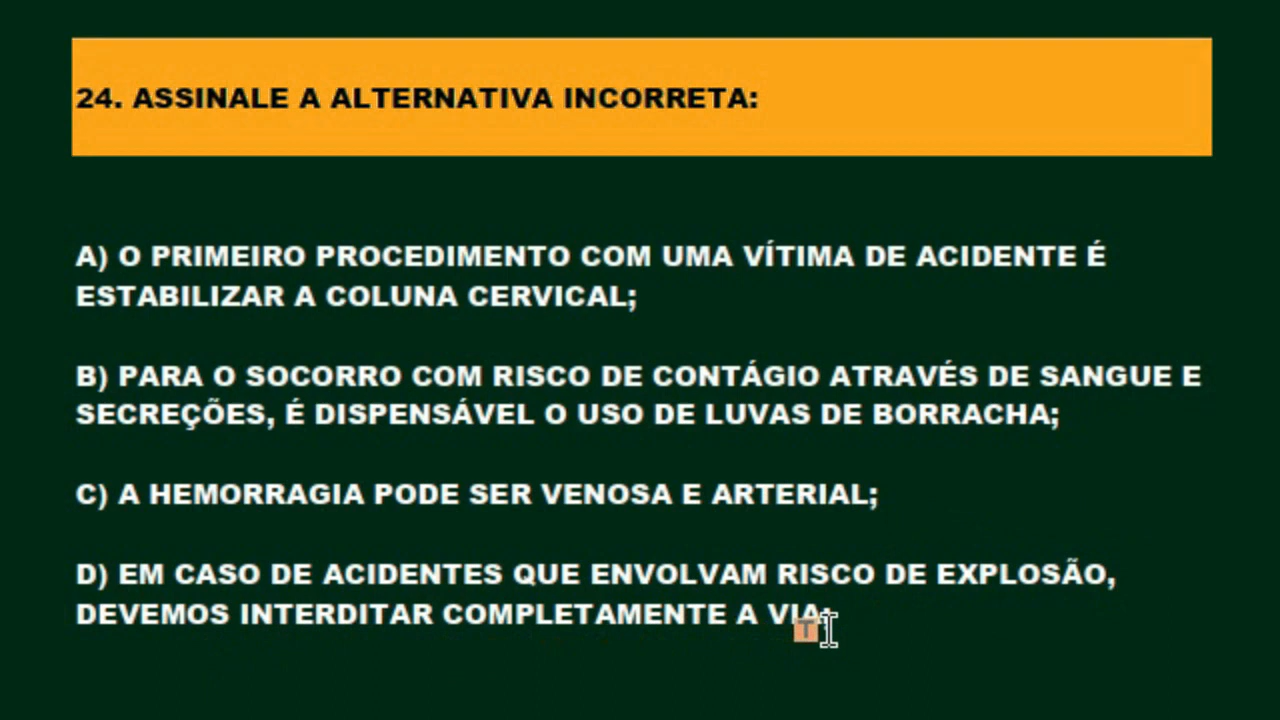 24. ASSINALE A ALTERNATIVA INCORRETA:
A) O PRIMEIRO PROCEDIMENTO COM UMA VÍTIMA DE ACIDENTE É
ESTABILIZAR A COLUNA CERVICAL;
B) PARA O SOCORRO COM RISCO DE CONTÁGIO ATRAVÉS DE SANGUE E
SECREÇÕES, É DISPENSÁVEL O USO DE LUVAS DE BORRACHA;
C) A HEMORRAGIA PODE SER VENOSA E ARTERIAL;
D) EM CASO DE ACIDENTES QUE ENVOLVAM RISCO DE EXPLOSÃO,
DEVEMOS INTERDITAR COMPLETAMENTE A VIA;
T